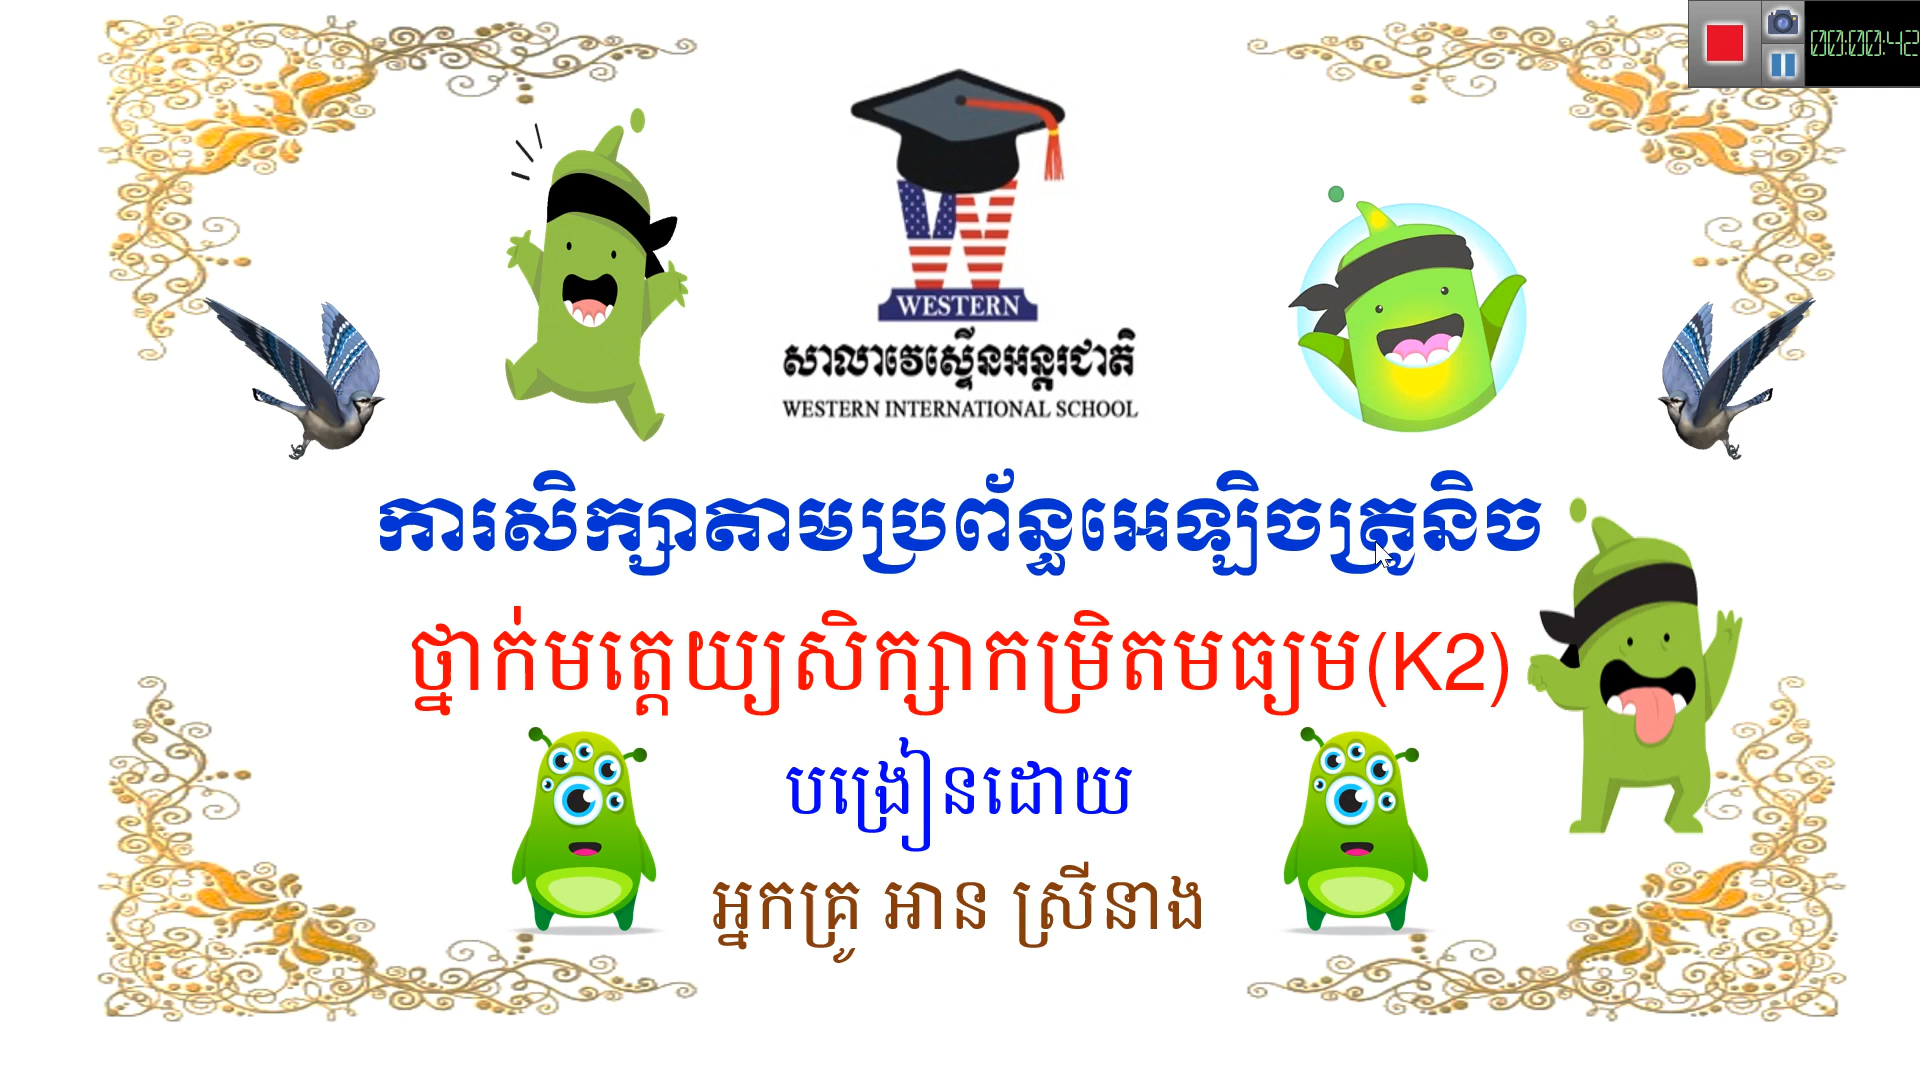 00:00:42
WESTERN
សាលាវេស្ទើនអន្តរជាតិ
WESTERN INTERNATIONAL SCHOOL
ការសិក្សាតាមប្រព័ន្ធអេឡិចត្រូនិច
ថ្នាក់មត្តេយ្យសិក្សាកម្រិតមធ្យម(K2)
បង្រៀនដោយ
អ្នកគ្រូ អាន ស្រីនាង